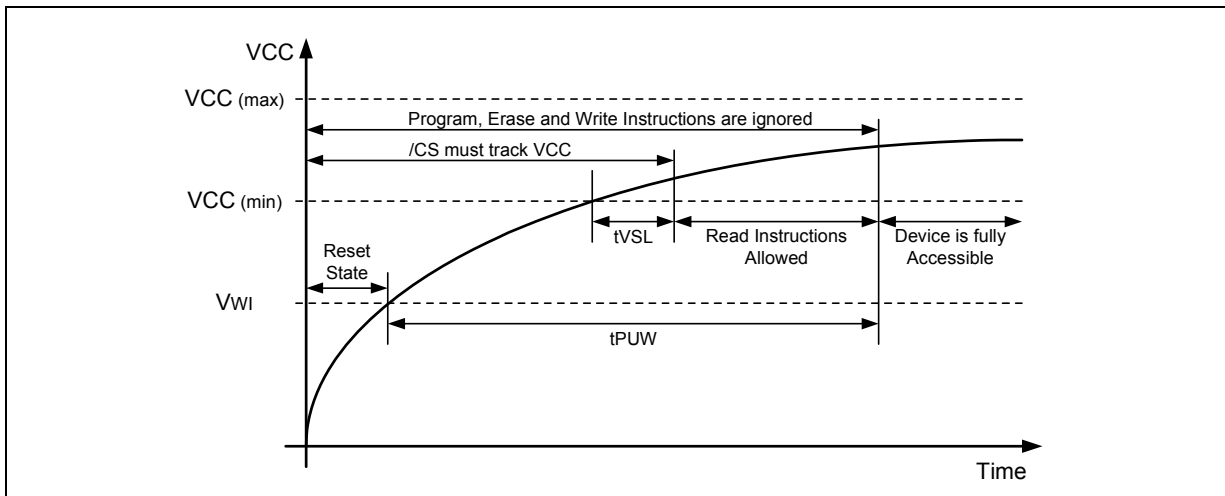 VCC
VCC (max)
Program, Erase and Write Instructions are ignored
/CS must track VCC
VCC (min)
tVSL
Read Instructions
Allowed
Device is fully
Accessible
Reset
State
VWI
tPUW
Time